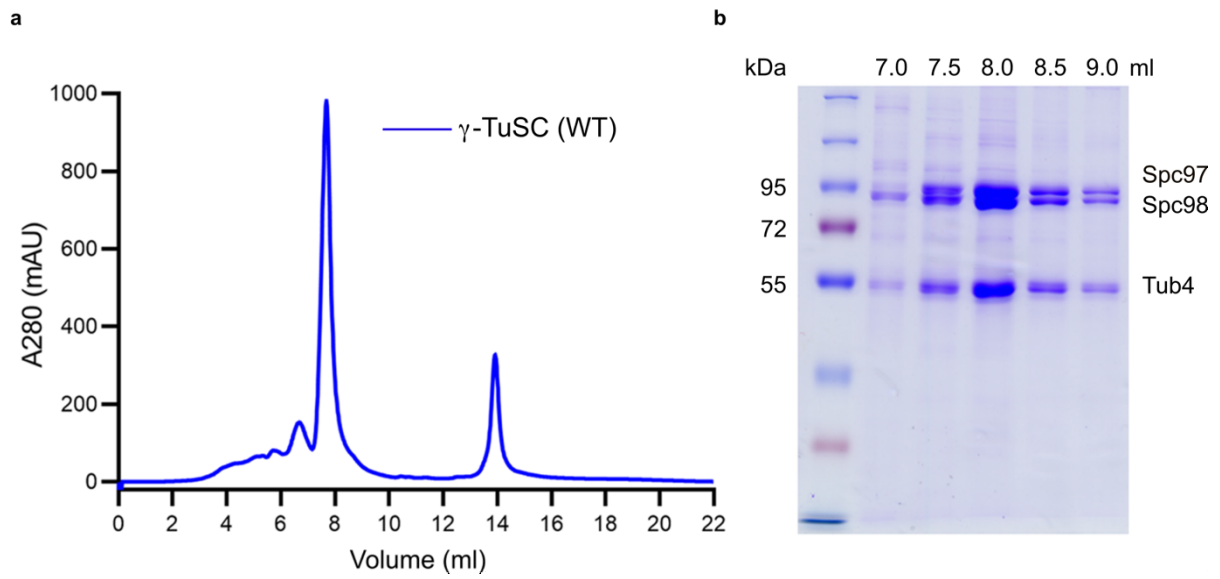 a
A280 (mAU)
1000
800
600
400
200
0
γ-TuSC (WT)
0 2 4 6 8 10 12 14 16 18 20 22
Volume (ml)
b
kDa 7.0 7.5 8.0 8.5 9.0 ml
95
72
55
Spc97
Spc98
Tub4